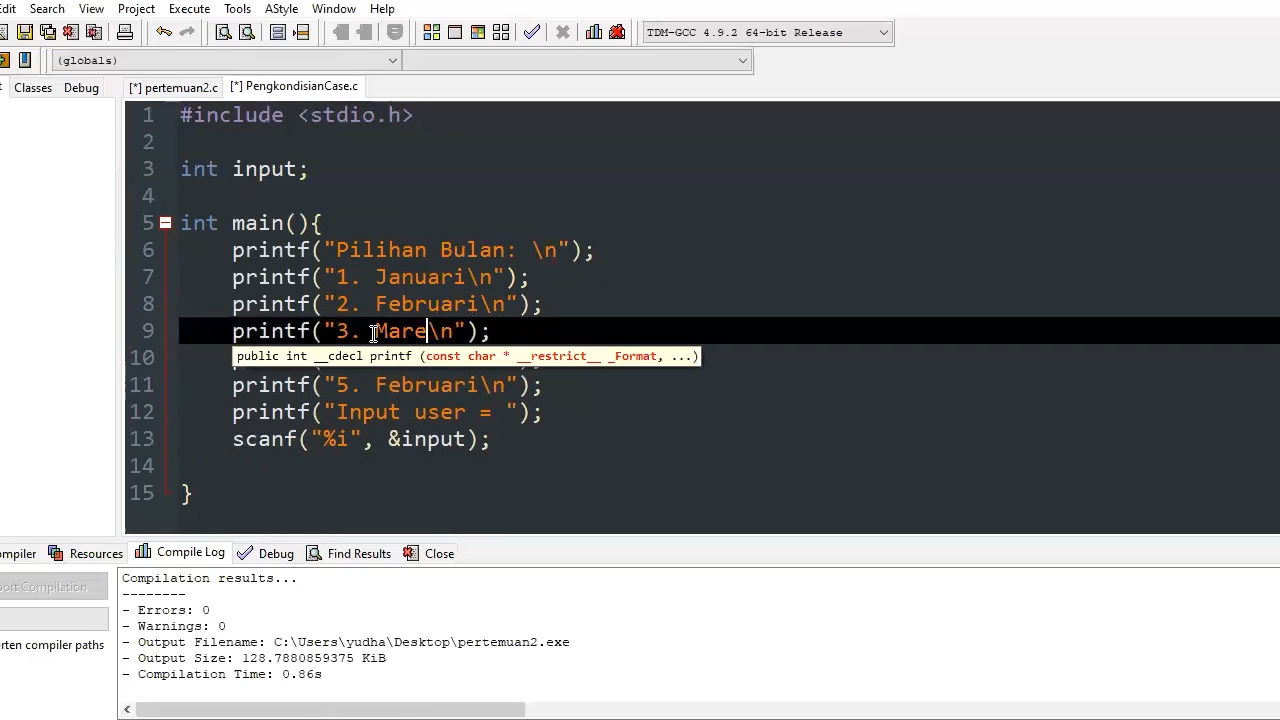 Edit Search View Project Execute Tools AStyle Window Help
TDM-GCC 4.9.2 64-bit Release
(globals)
Classes Debug [*] pertemuan2.c [*] PengkondisianCase.c
1 #include <stdio.h>
2
3 int input;
4
5 int main(){
6 printf("Pilihan Bulan: \n");
7 printf("1. Januari\n");
8 printf("2. Februari\n");
9 printf("3. Mare\n");
10
public int __cdecl printf (const char * __restrict__ _Format, ...)
11 printf("5. Februari\n");
12 printf("Input user = ");
13 scanf("%i", &input);
14
15 }
ompiler Resources Compile Log Debug Find Results Close
Compilation results...
--------
- Errors: 0
- Warnings: 0
- Output Filename: C:\Users\yudha\Desktop\pertemuan2.exe
- Output Size: 128.7880859375 KiB
- Compilation Time: 0.86s
ort Compilation
rten compiler paths